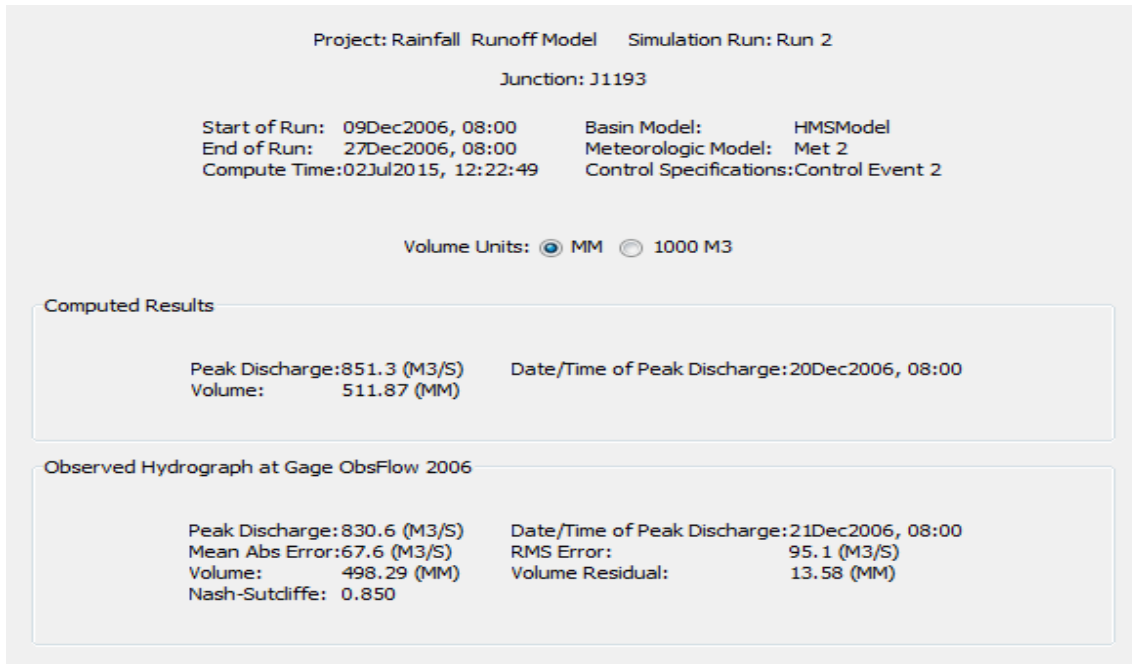 Project: Rainfall Runoff Model Simulation Run: Run 2
Junction: J1193
Start of Run: 09Dec2006, 08:00 Basin Model: HMSModel
End of Run: 27Dec2006, 08:00 Meteorologic Model: Met 2
Compute Time:02Jul2015, 12:22:49 Control Specifications:Control Event 2
Volume Units: MM 1000 M3
Computed Results
Peak Discharge:851.3 (M3/S) Date/Time of Peak Discharge:20Dec2006, 08:00
Volume: 511.87 (MM)
Observed Hydrograph at Gage ObsFlow 2006
Peak Discharge:830.6 (M3/S) Date/Time of Peak Discharge:21Dec2006, 08:00
Mean Abs Error:67.6 (M3/S) RMS Error: 95.1 (M3/S)
Volume: 498.29 (MM) Volume Residual: 13.58 (MM)
Nash-Sutcliffe: 0.850